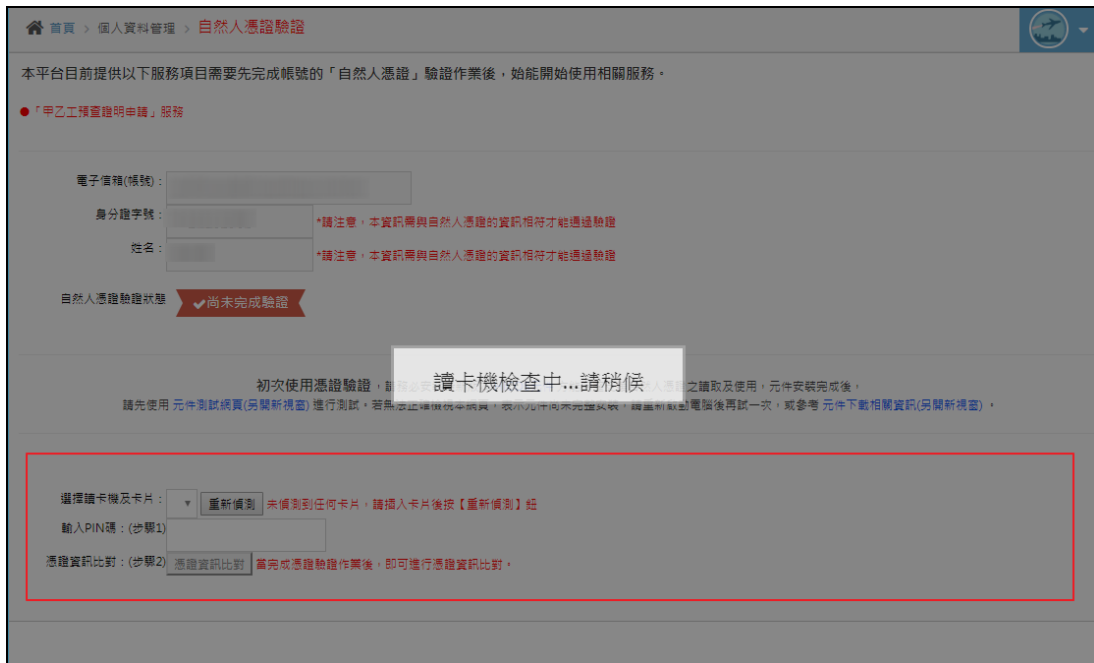 首頁 > 個人資料管理 > 自然人憑證驗證
本平台目前提供以下服務項目需要先完成帳號的「自然人憑證」驗證作業後，始能開始使用相關服務。
●「甲乙工預查證明申請」服務
電子信箱(帳號)：
身分證字號： *請注意，本資訊需與自然人憑證的資訊相符才能通過驗證
姓名： *請注意，本資訊需與自然人憑證的資訊相符才能通過驗證
自然人憑證驗證狀態 尚未完成驗證
讀卡機檢查中...請稍候
初次使用憑證驗證，之讀取及使用，元件安裝完成後，
請先使用 元件測試網頁(另開新視窗) 進行測試。若無法正確檢視本網頁，表示元件尚未完整安裝，請重新啟動電腦後再試一次，或參考 元件下載相關資訊(另開新視窗) 。
選擇讀卡機及卡片： 重新偵測 未偵測到任何卡片，請插入卡片後按【重新偵測】鈕
輸入PIN碼：(步驟1)
憑證資訊比對：(步驟2) 憑證資訊比對 當完成憑證驗證作業後，即可進行憑證資訊比對。